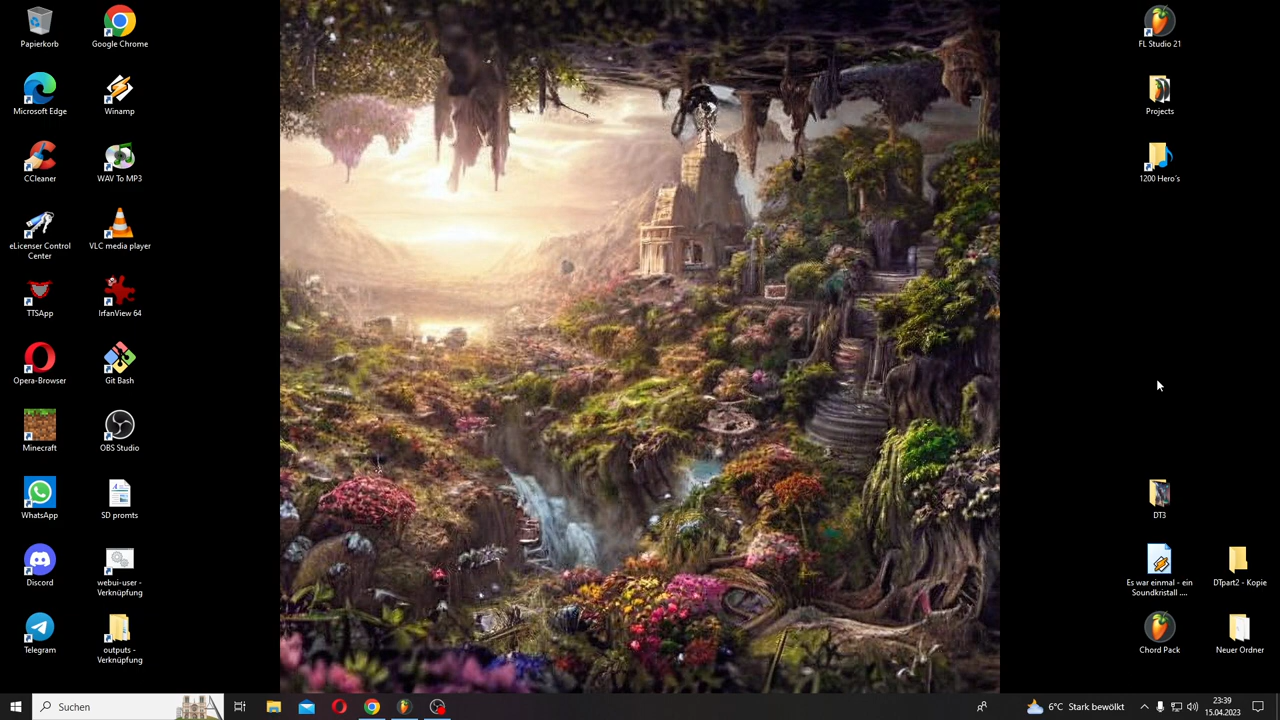 Papierkorb
Google Chrome
FL Studio 21
Microsoft Edge
Winamp
Projects
CCleaner
WAV To MP3
1200 Hero's
eLicenser Control
Center
VLC media player
TTSApp
IrfanView 64
Opera-Browser
Git Bash
Minecraft
OBS Studio
WhatsApp
SD promts
DT3
Discord
webui-user -
Verknüpfung
Es war einmal - ein
Soundkristall ....
DTpart2 - Kopie
Telegram
outputs -
Verknüpfung
Chord Pack
Neuer Ordner
Suchen
6°C Stark bewölkt
23:39
15.04.2023